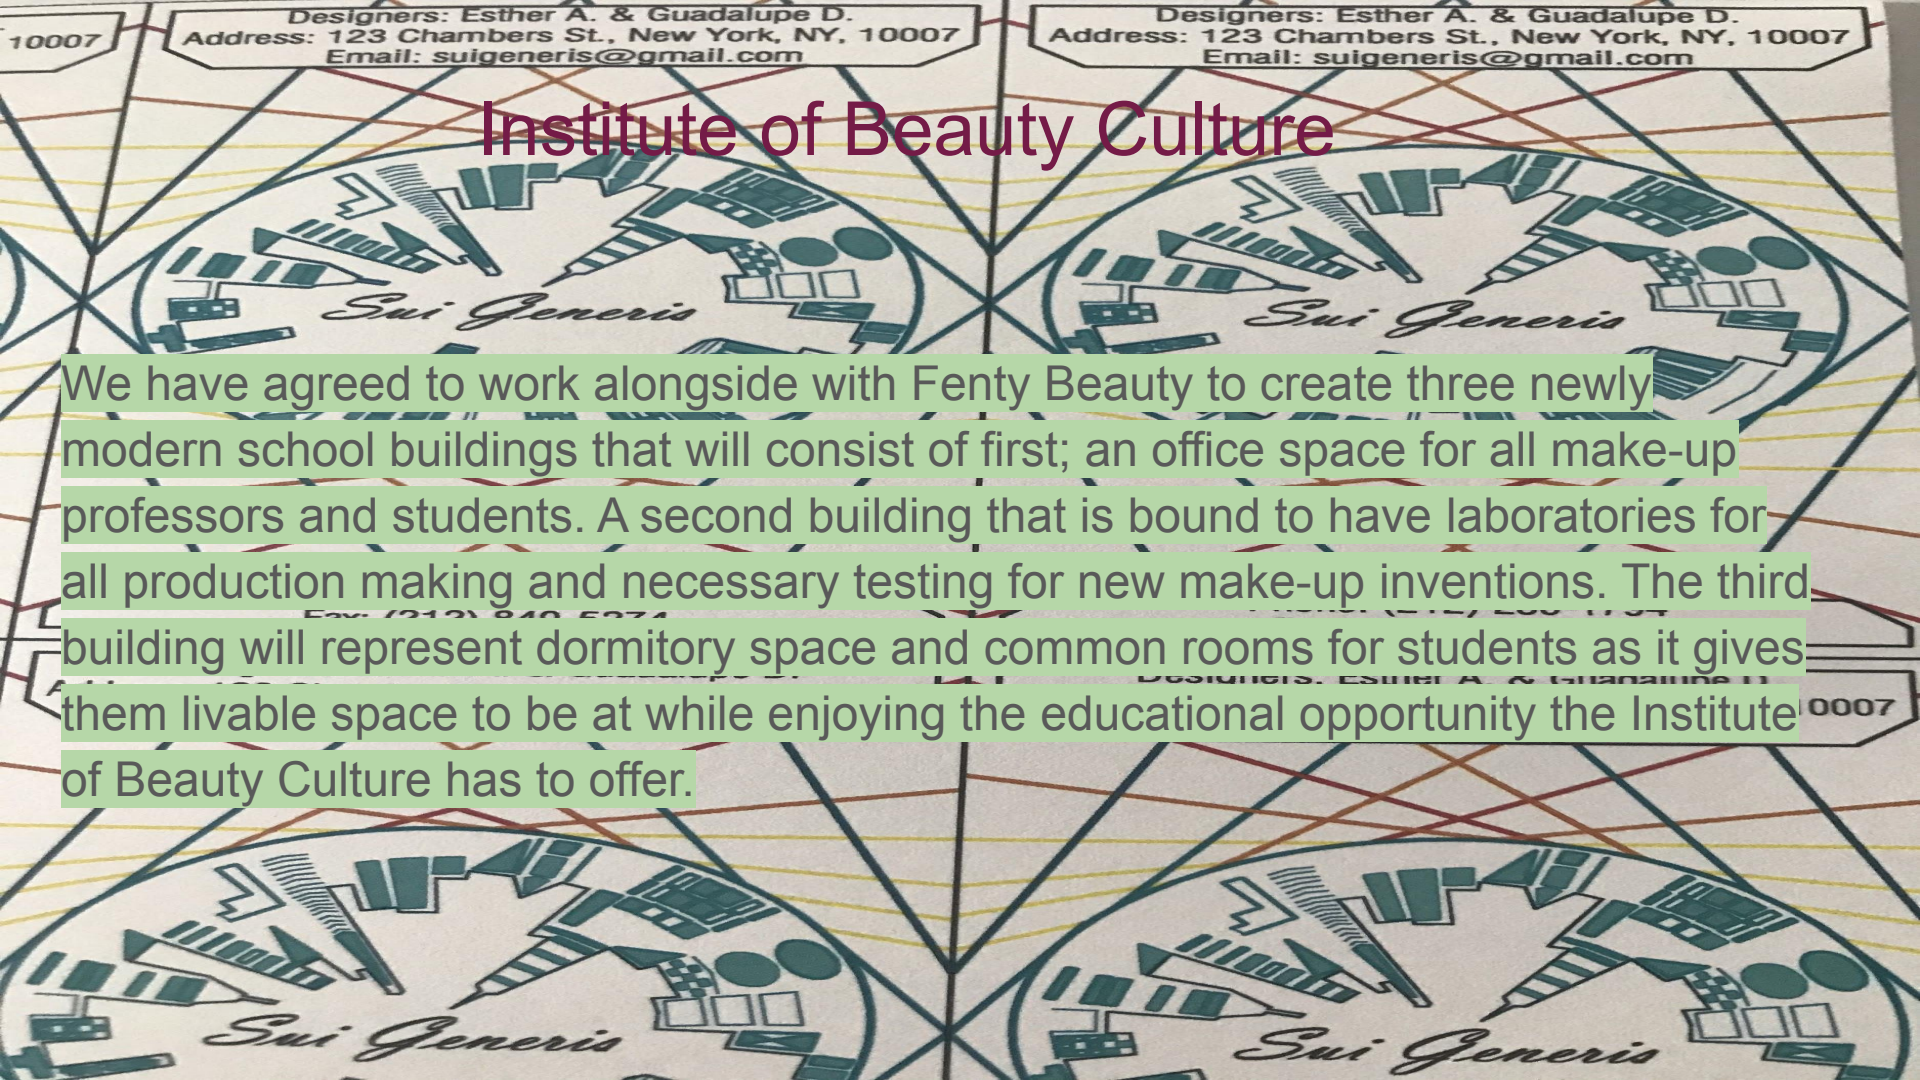 Designers: Esther A. & Guadalupe D.
Address: 123 Chambers St., New York, NY, 10007
Email: suigeneris@gmail.com
Designers: Esther A. & Guadalupe D.
Address: 123 Chambers St., New York, NY, 10007
Email: suigeneris@gmail.com
10007
Institute of Beauty Culture
Sui Generis
Sui Generis
We have agreed to work alongside with Fenty Beauty to create three newly
modern school buildings that will consist of first; an office space for all make-up
professors and students. A second building that is bound to have laboratories for
all production making and necessary testing for new make-up inventions. The third
building will represent dormitory space and common rooms for students as it gives
them livable space to be at while enjoying the educational opportunity the Institute
of Beauty Culture has to offer.
Designers: Esther A. & Guadalupe D.
0007
Sui Generis
Sui Generis